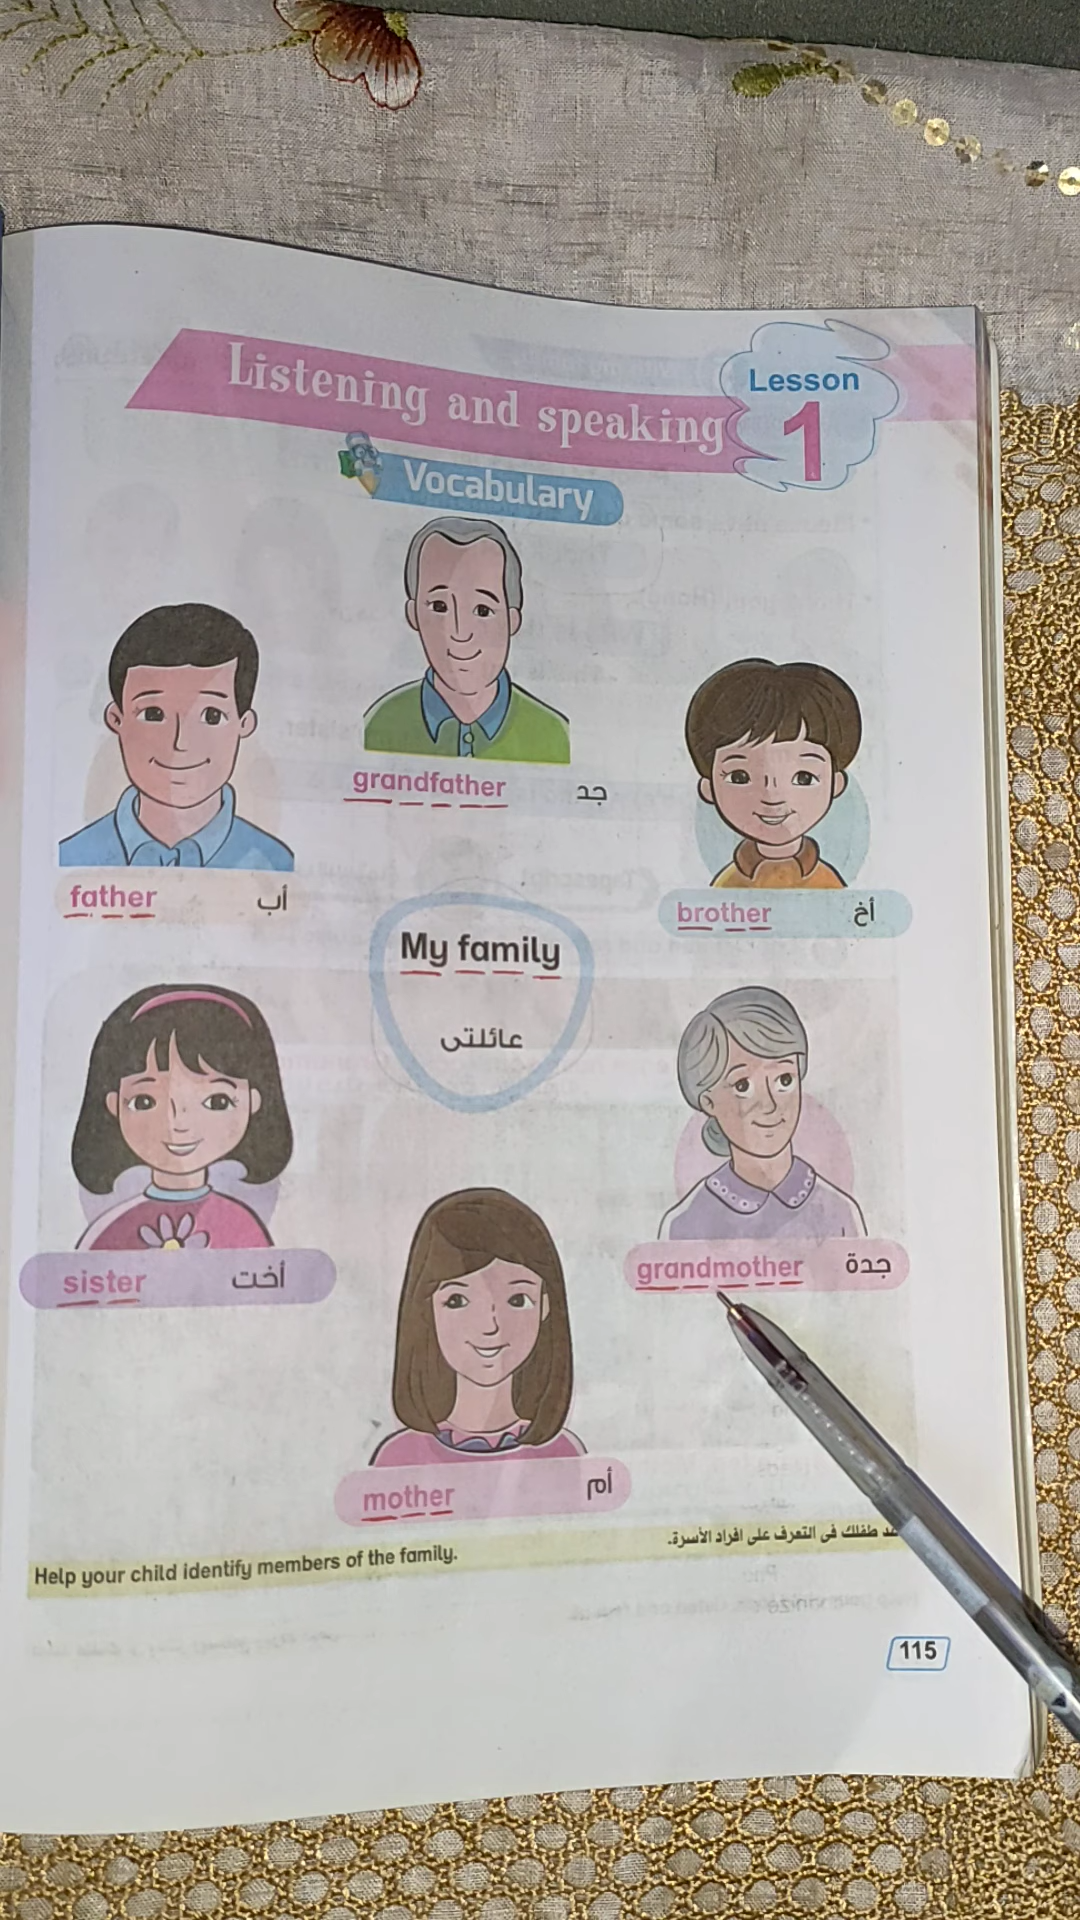 Listening and speaking
Lesson
1
Vocabulary
grandfather جد
father أب
brother أخ
My family
عائلتى
sister أخت
grandmother جدة
mother أم
Help your child identify members of the family.
طفلك فى التعرف على افراد الأسرة.
115